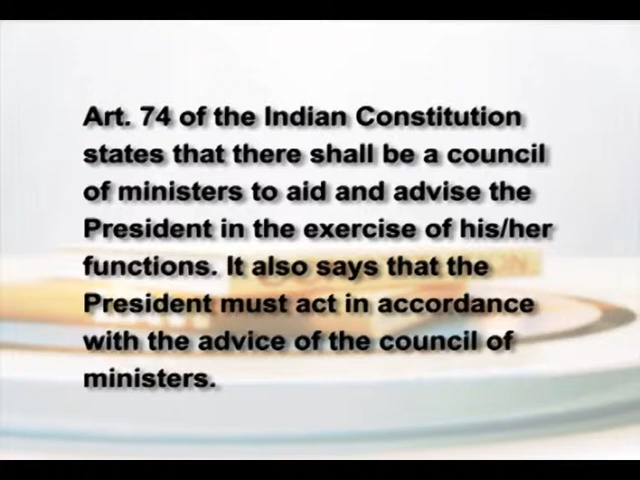 Art. 74 of the Indian Constitution
states that there shall be a council
of ministers to aid and advise the
President in the exercise of his/her
functions. It also says that the
President must act in accordance
with the advice of the council of
ministers.